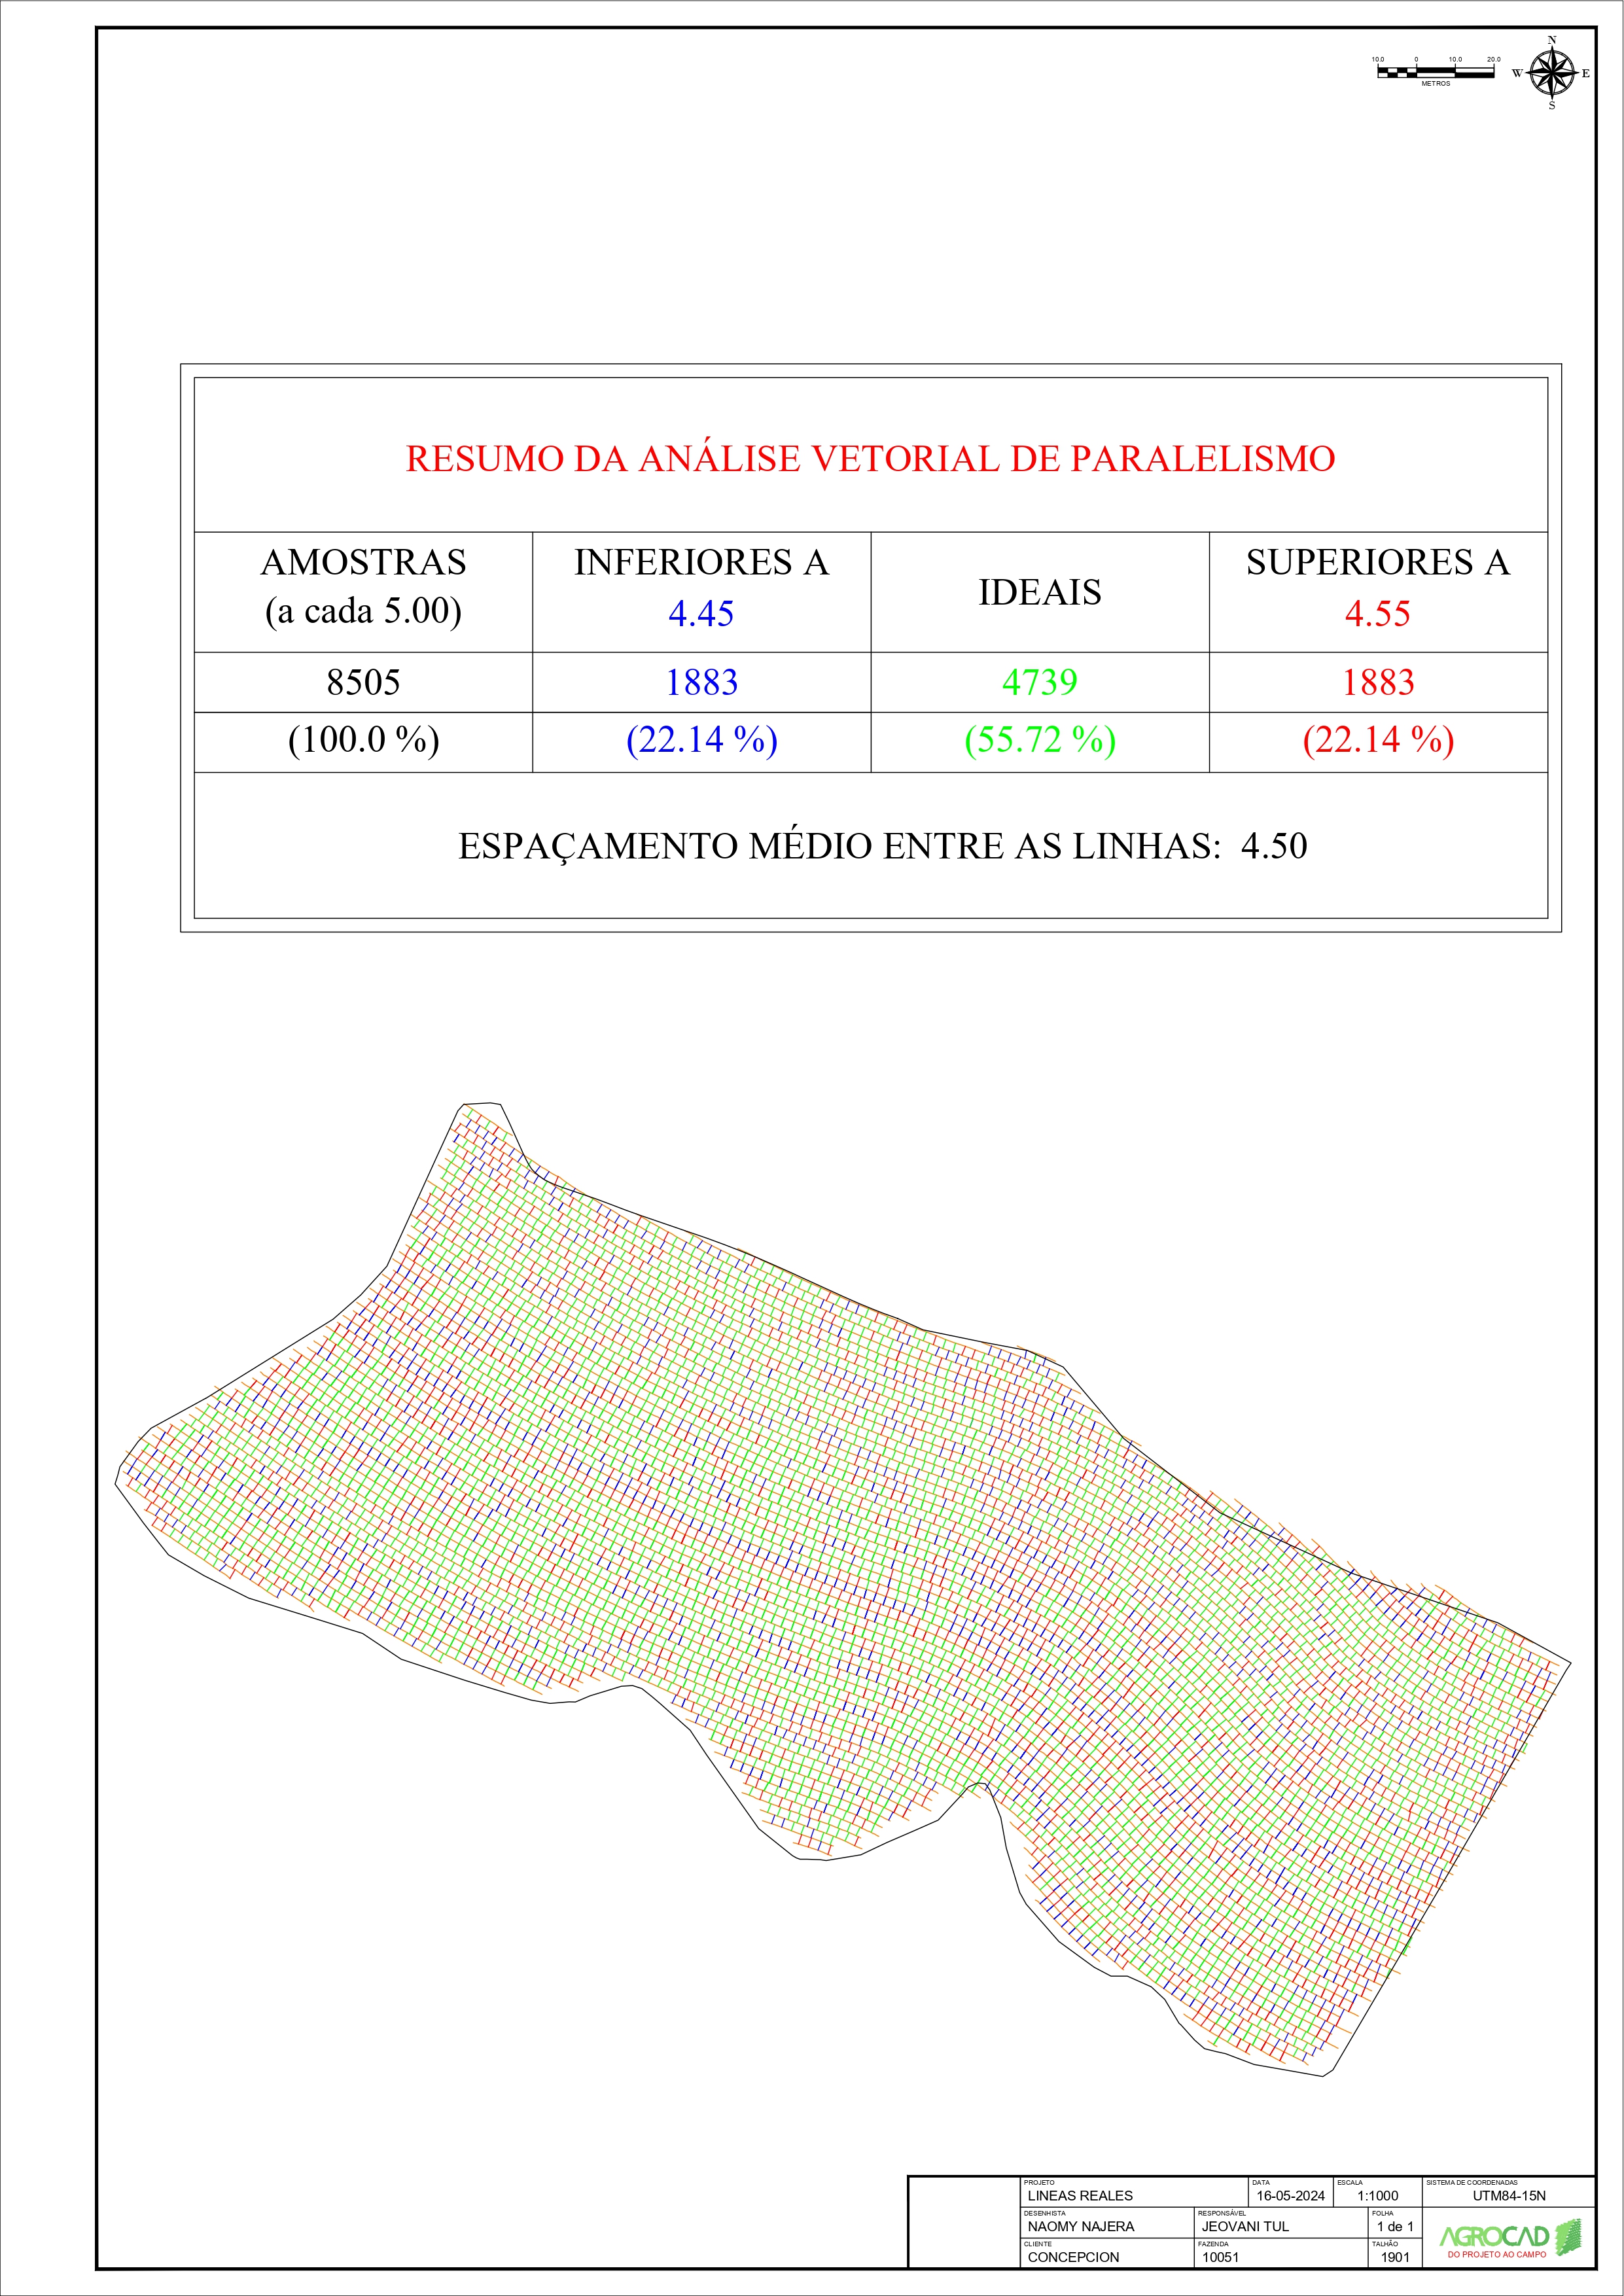 N
10.0 0 10.0 20.0
W E
METROS
S
RESUMO DA ANÁLISE VETORIAL DE PARALELISMO
AMOSTRAS
(a cada 5.00)
INFERIORES A
4.45
IDEAIS
SUPERIORES A
4.55
8505 1883 4739 1883
(100.0 %) (22.14 %) (55.72 %) (22.14 %)
ESPAÇAMENTO MÉDIO ENTRE AS LINHAS: 4.50
PROJETO DATA ESCALA SISTEMA DE COORDENADAS
LINEAS REALES 16-05-2024 1:1000 UTM84-15N
DESENHISTA RESPONSÁVEL FOLHA
NAOMY NAJERA JEOVANI TUL 1 de 1
CLIENTE FAZENDA TALHÃO
CONCEPCION 10051 1901
AGROCAD
DO PROJETO AO CAMPO